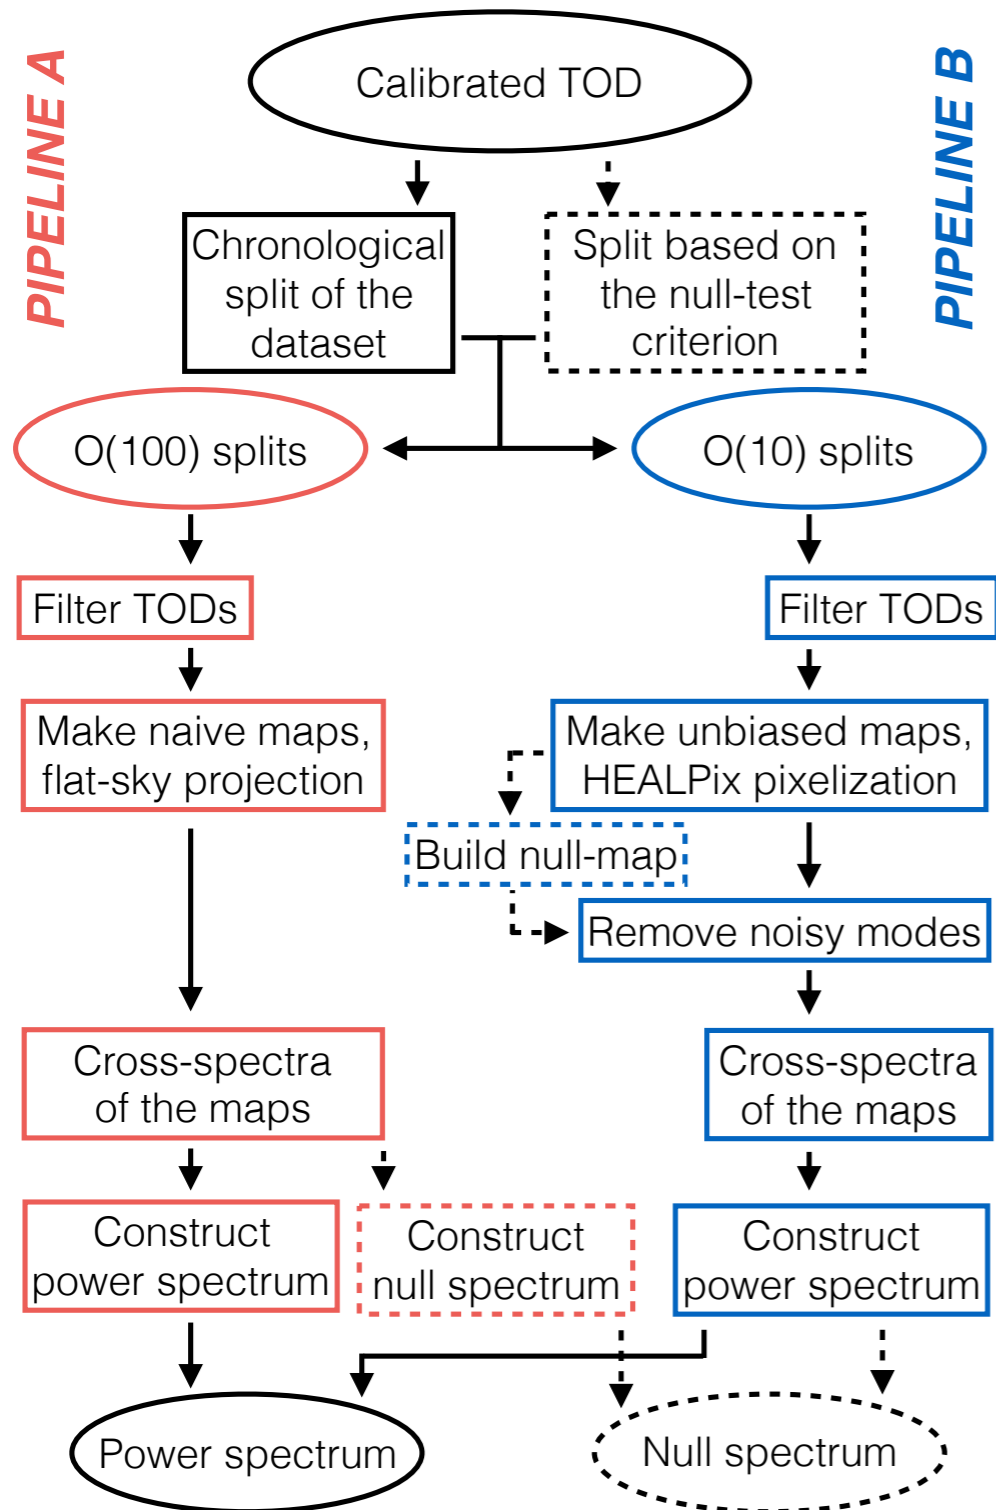 PIPELINE A
PIPELINE B
Calibrated TOD
Chronological
split of the
dataset
Split based on
the null-test
criterion
O(100) splits
O(10) splits
Filter TODs
Filter TODs
Make naive maps,
flat-sky projection
Make unbiased maps,
HEALPix pixelization
Build null-map
Remove noisy modes
Cross-spectra
of the maps
Cross-spectra
of the maps
Construct
power spectrum
Construct
null spectrum
Construct
power spectrum
Power spectrum
Null spectrum